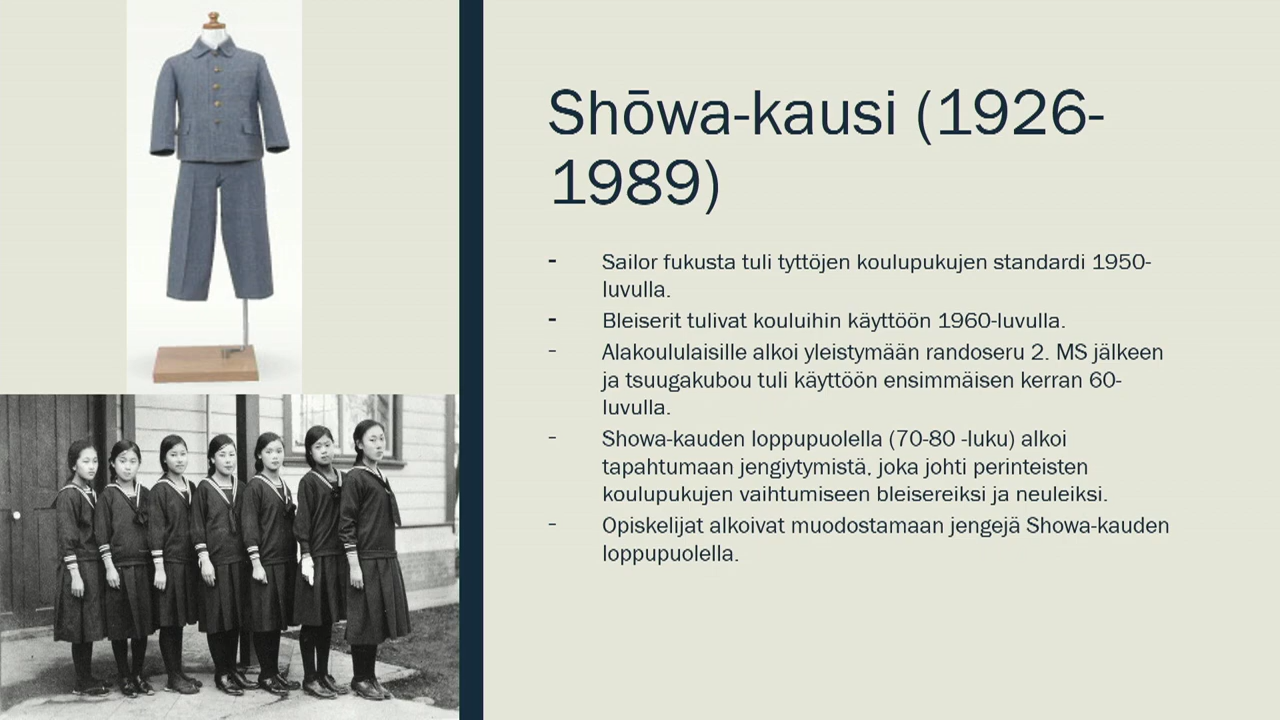 Shōwa-kausi (1926-
1989)
- Sailor fukusta tuli tyttöjen koulupukujen standardi 1950-
luvulla.
- Bleiserit tulivat kouluihin käyttöön 1960-luvulla.
- Alakoululaisille alkoi yleistymään randoseru 2. MS jälkeen
ja tsuugakubou tuli käyttöön ensimmäisen kerran 60-
luvulla.
- Showa-kauden loppupuolella (70-80 -luku) alkoi
tapahtumaan jengiytymistä, joka johti perinteisten
koulupukujen vaihtumiseen bleisereiksi ja neuleiksi.
- Opiskelijat alkoivat muodostamaan jengejä Showa-kauden
loppupuolella.